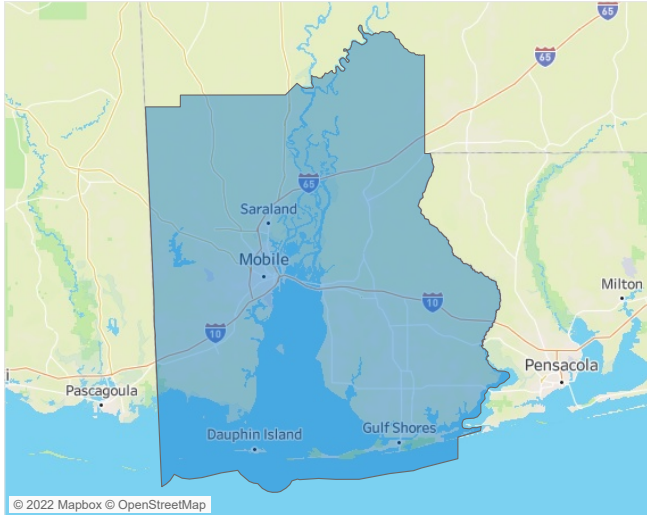 65
65
65
Saraland
Mobile
10
Milton
10
i
Pensacola
Pascagoula
Gulf Shores
Dauphin Island
© 2022 Mapbox © OpenStreetMap